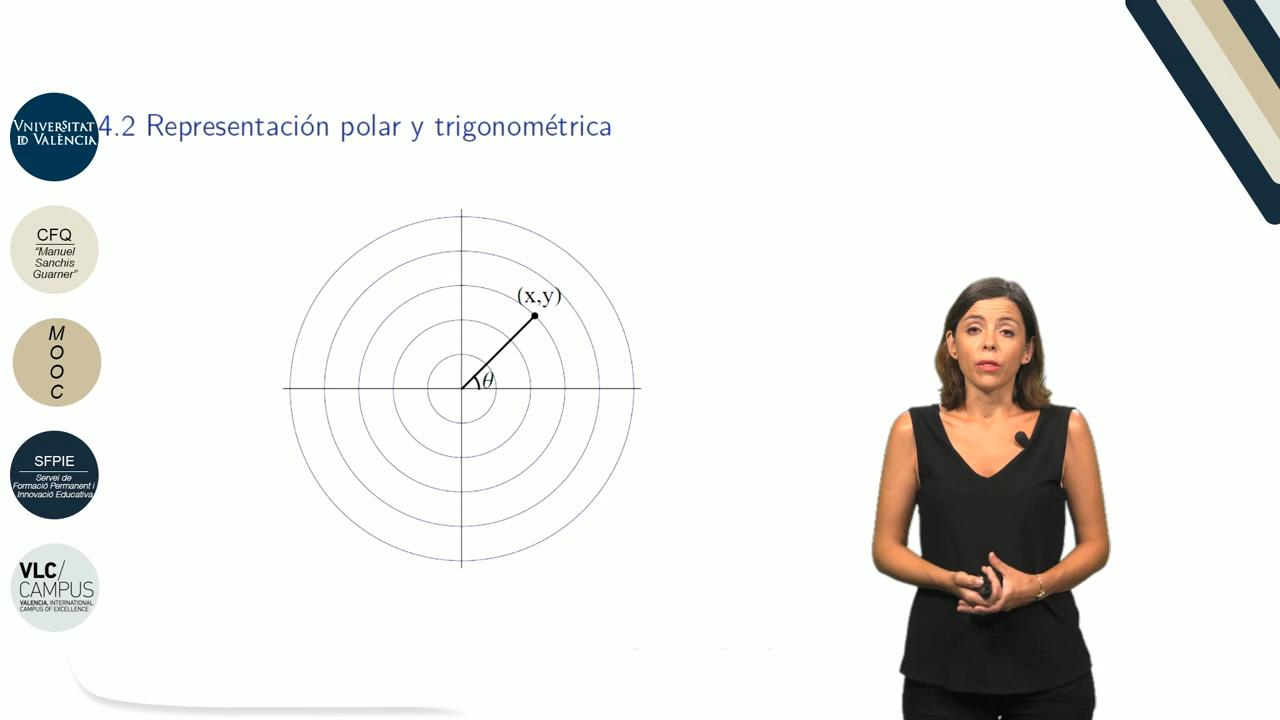 VNIVERSITAT
ID VALÈNCIA
4.2 Representación polar y trigonométrica
CFQ
“Manuel
Sanchis
Guarner”
M
O
O
C
SFPIE
Servei de
Formació Permanent i
Innovació Educativa
VLC/
CAMPUS
VALENCIA, INTERNATIONAL
CAMPUS OF EXCELLENCE
(x,y)
θ